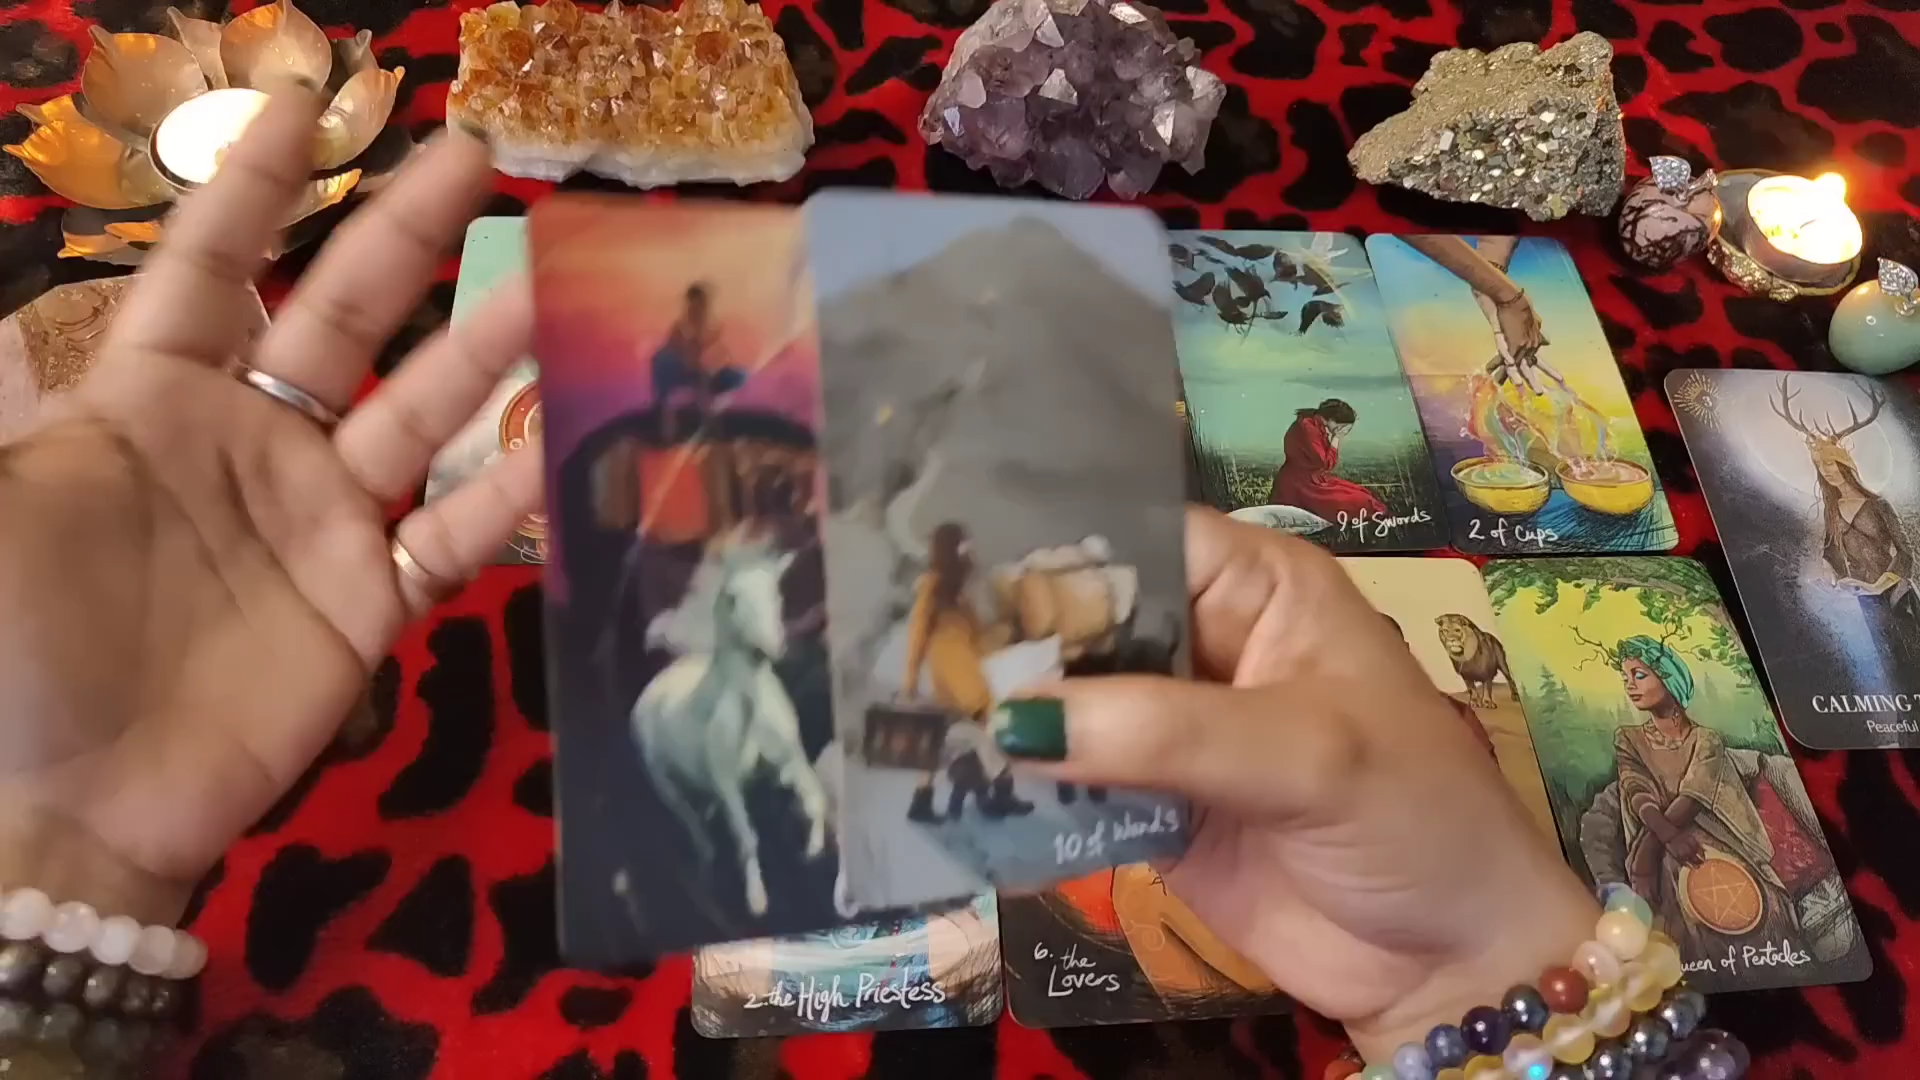 9 of Swords
2 of Cups
3
CALMING
Peaceful
10 of Wands
ueen of Pentacles
6. the
Lovers
2. the High Priestess